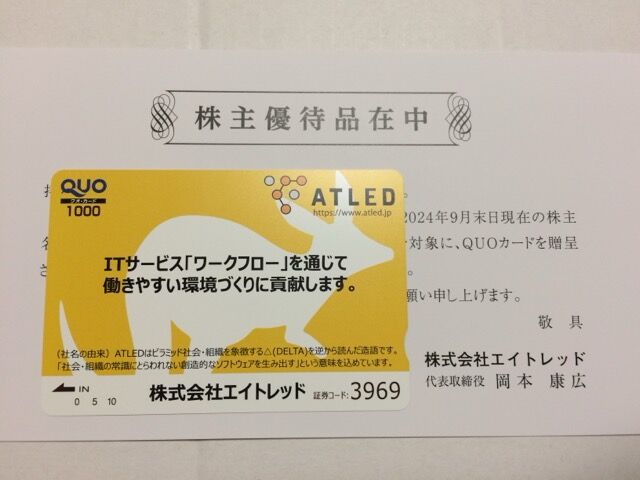 株主優待品在中
2024年9月末日現在の株主
対象に、QUOカードを贈呈
願い申し上げます。
敬 具
株式会社エイトレッド
代表取締役 岡本 康広
QUO
クオ・カード
1000
ATLED
https://www.atled.jp
ITサービス「ワークフロー」を通じて
働きやすい環境づくりに貢献します。
(社名の由来) ATLEDはピラミッド社会・組織を象徴する△(DELTA)を逆から読んだ造語です。
「社会・組織の常識にとらわれない創造的なソフトウェアを生み出す」という意味を込めています。
IN
0 5 10
株式会社エイトレッド 証券コード:3969